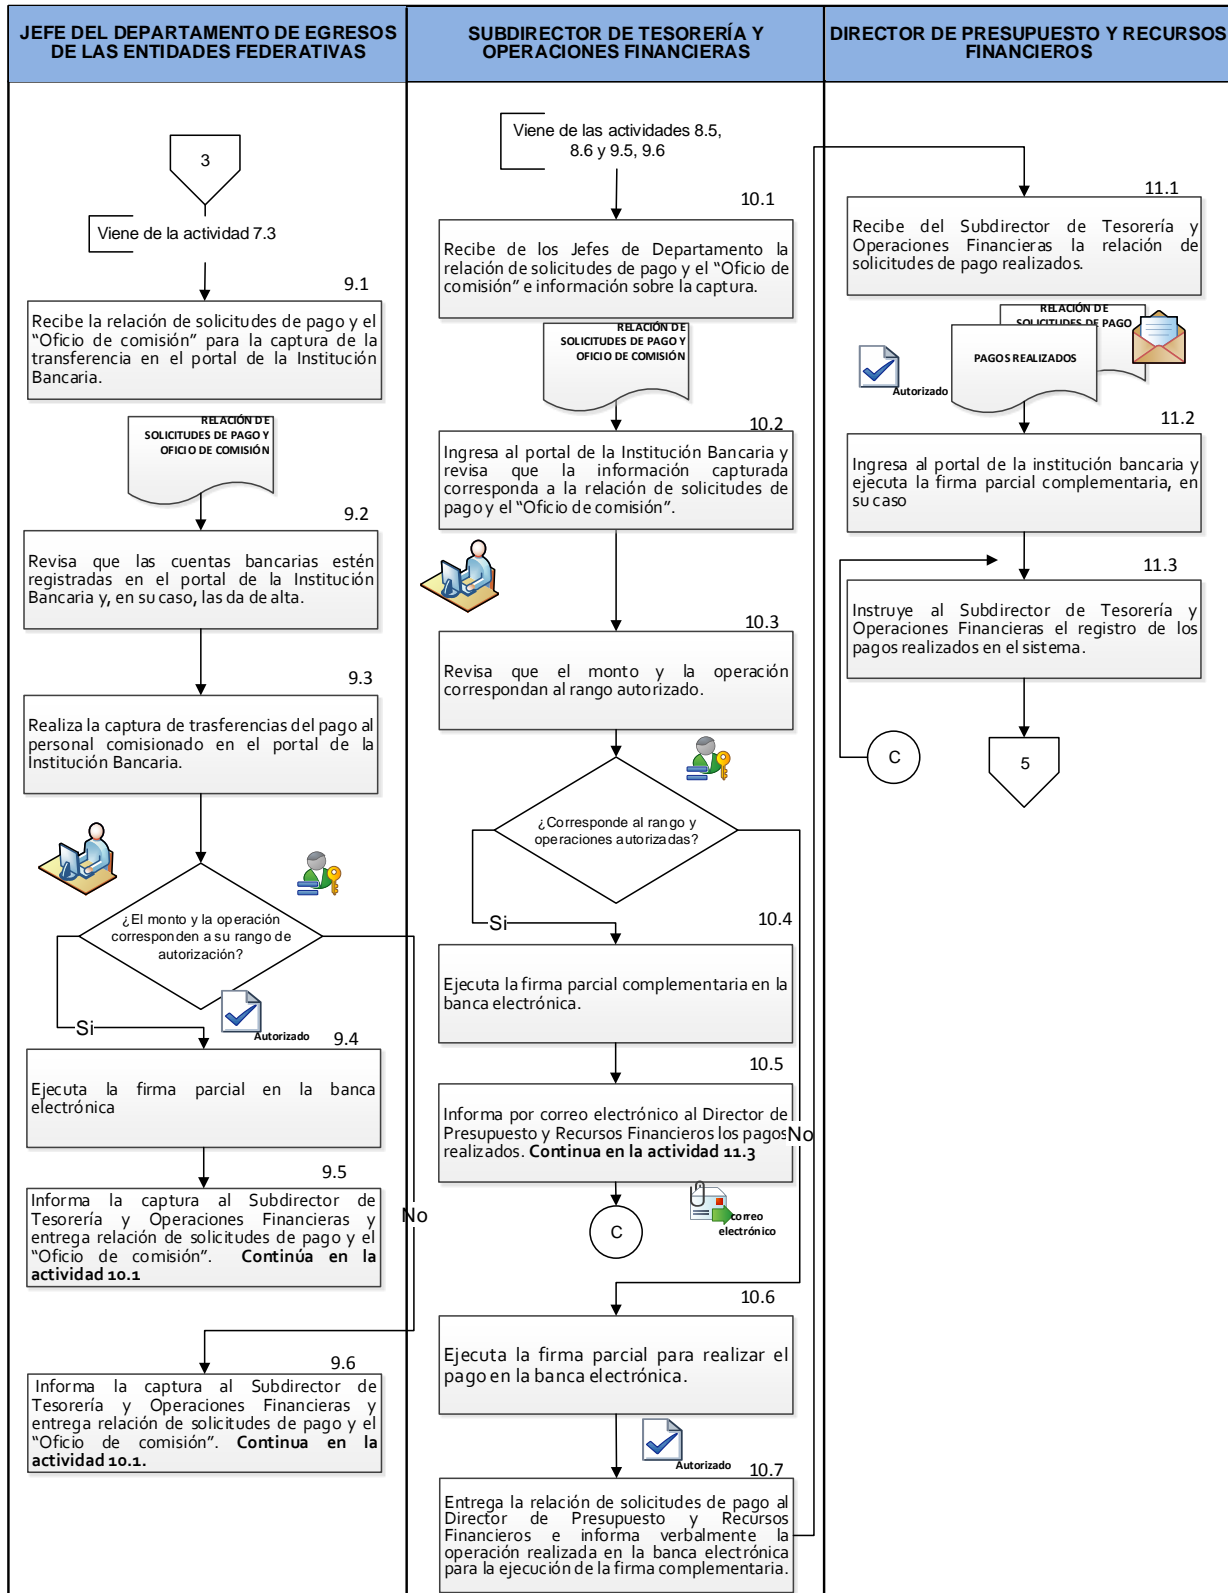 JEFE DEL DEPARTAMENTO DE EGRESOS
DE LAS ENTIDADES FEDERATIVAS
3
Viene de la actividad 7.3
9.1
Recibe la relación de solicitudes de pago y el
“Oficio de comisión” para la captura de la
transferencia en el portal de la Institución
Bancaria.
RELACIÓN DE
SOLICITUDES DE PAGO Y
OFICIO DE COMISIÓN
9.2
Revisa que las cuentas bancarias estén
registradas en el portal de la Institución
Bancaria y, en su caso, las da de alta.
9.3
Realiza la captura de trasferencias del pago al
personal comisionado en el portal de la
Institución Bancaria.
¿El monto y la operación
corresponden a su rango de
autorización?
Si
Autorizado
9.4
Ejecuta la firma parcial en la banca
electrónica
9.5
Informa la captura al Subdirector de
Tesorería y Operaciones Financieras y
entrega relación de solicitudes de pago y el
“Oficio de comisión”. Continúa en la
actividad 10.1
No
9.6
Informa la captura al Subdirector de
Tesorería y Operaciones Financieras y
entrega relación de solicitudes de pago y el
“Oficio de comisión”. Continua en la
actividad 10.1.
SUBDIRECTOR DE TESORERÍA Y
OPERACIONES FINANCIERAS
Viene de las actividades 8.5,
8.6 y 9.5, 9.6
10.1
Recibe de los Jefes de Departamento la
relación de solicitudes de pago y el “Oficio de
comisión” e información sobre la captura.
RELACIÓN DE
SOLICITUDES DE PAGO Y
OFICIO DE COMISIÓN
10.2
Ingresa al portal de la Institución Bancaria y
revisa que la información capturada
corresponda a la relación de solicitudes de
pago y el “Oficio de comisión”.
10.3
Revisa que el monto y la operación
correspondan al rango autorizado.
¿Corresponde al rango y
operaciones autorizadas?
Si
10.4
Ejecuta la firma parcial complementaria en la
banca electrónica.
10.5
Informa por correo electrónico al Director de
Presupuesto y Recursos Financieros los pagos
realizados. Continua en la actividad 11.3
No
correo
electrónico
C
10.6
Ejecuta la firma parcial para realizar el
pago en la banca electrónica.
Autorizado
10.7
Entrega la relación de solicitudes de pago al
Director de Presupuesto y Recursos
Financieros e informa verbalmente la
operación realizada en la banca electrónica
para la ejecución de la firma complementaria.
DIRECTOR DE PRESUPUESTO Y RECURSOS
FINANCIEROS
11.1
Recibe del Subdirector de Tesorería y
Operaciones Financieras la relación de
solicitudes de pago realizados.
RELACIÓN DE
SOLICITUDES DE PAGO
PAGOS REALIZADOS
Autorizado
11.2
Ingresa al portal de la institución bancaria y
ejecuta la firma parcial complementaria, en
su caso
11.3
Instruye al Subdirector de Tesorería y
Operaciones Financieras el registro de los
pagos realizados en el sistema.
C
5